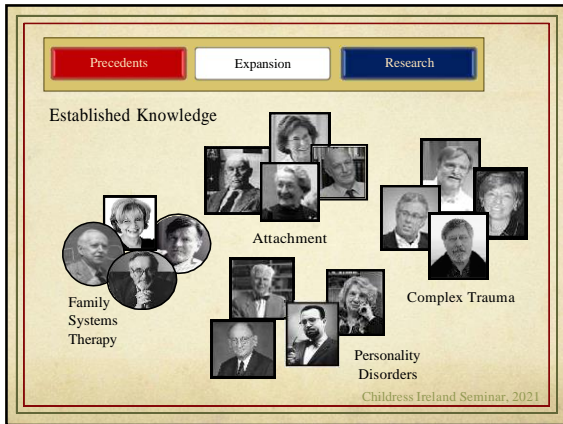 Precedents
Expansion
Research
Established Knowledge
Attachment
Complex Trauma
Family
Systems
Therapy
Personality
Disorders
Childress Ireland Seminar, 2021